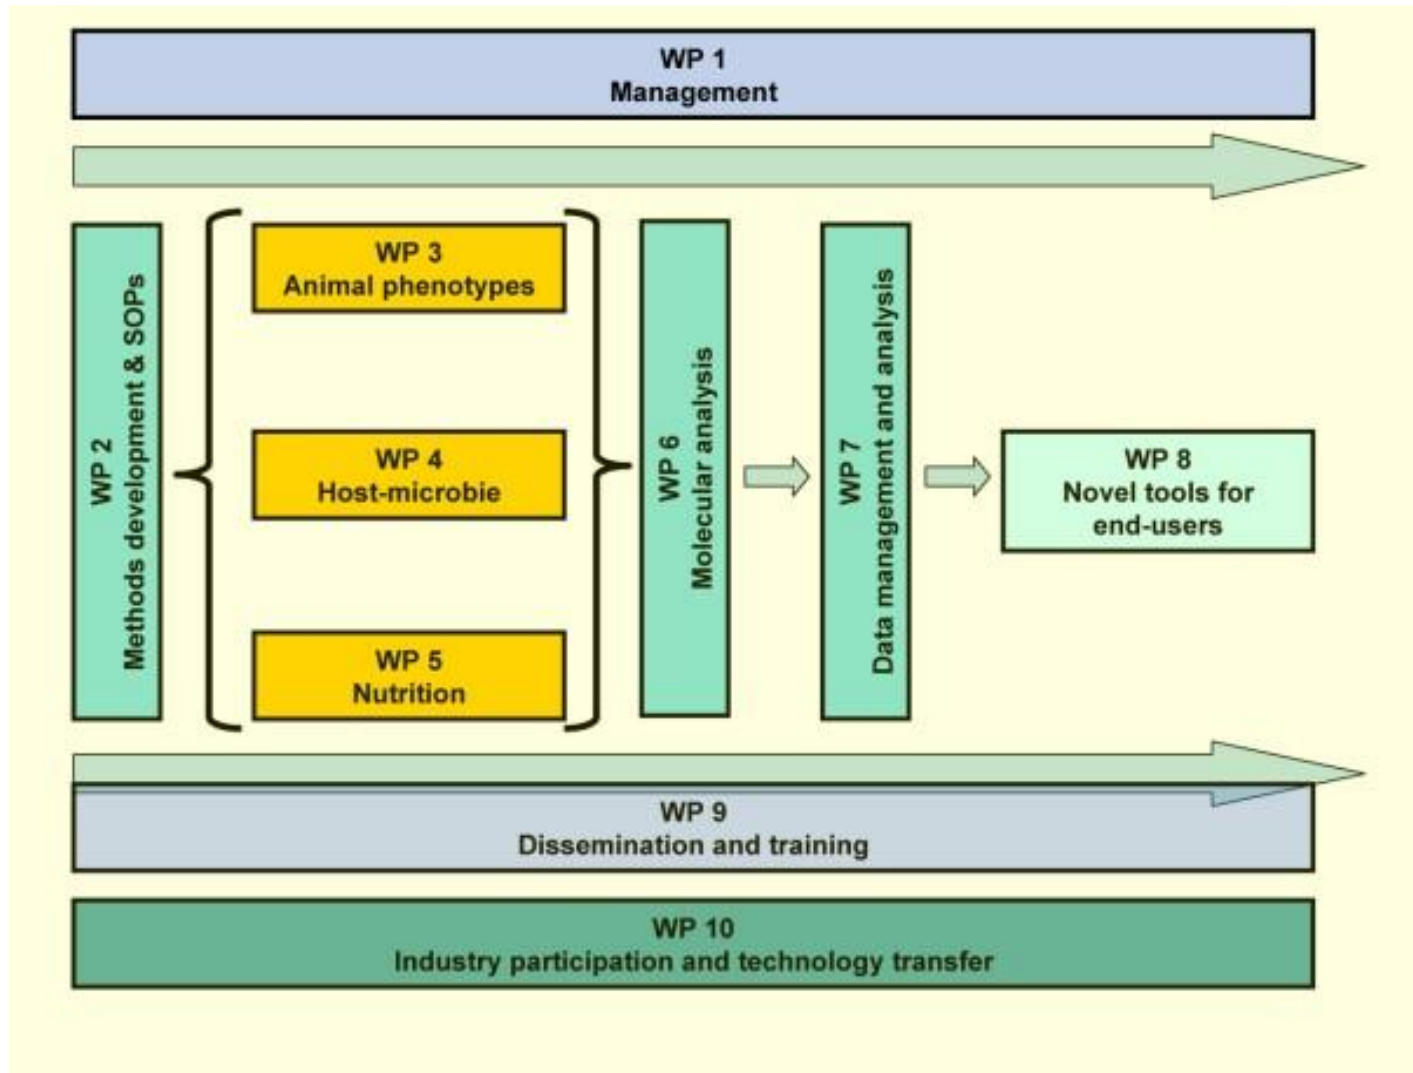 WP 1
Management
WP 2
Methods development & SOPs
WP 3
Animal phenotypes
WP 4
Host-microbie
WP 5
Nutrition
WP 6
Molecular analysis
WP 7
Data management and analysis
WP 8
Novel tools for
end-users
WP 9
Dissemination and training
WP 10
Industry participation and technology transfer